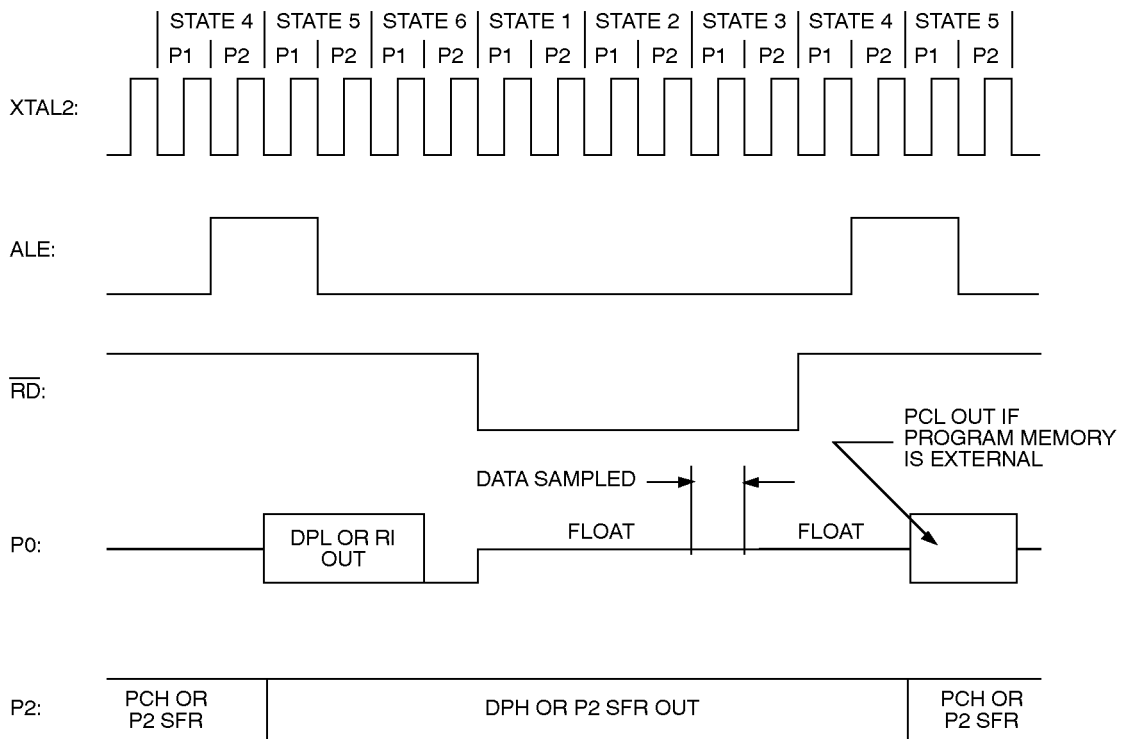 STATE 4 STATE 5 STATE 6 STATE 1 STATE 2 STATE 3 STATE 4 STATE 5
P1 P2 P1 P2 P1 P2 P1 P2 P1 P2 P1 P2 P1 P2 P1 P2
XTAL2:
ALE:
RD:
PCL OUT IF
PROGRAM MEMORY
IS EXTERNAL
DATA SAMPLED
P0:
DPL OR RI
OUT
FLOAT
FLOAT
P2:
PCH OR
P2 SFR
DPH OR P2 SFR OUT
PCH OR
P2 SFR